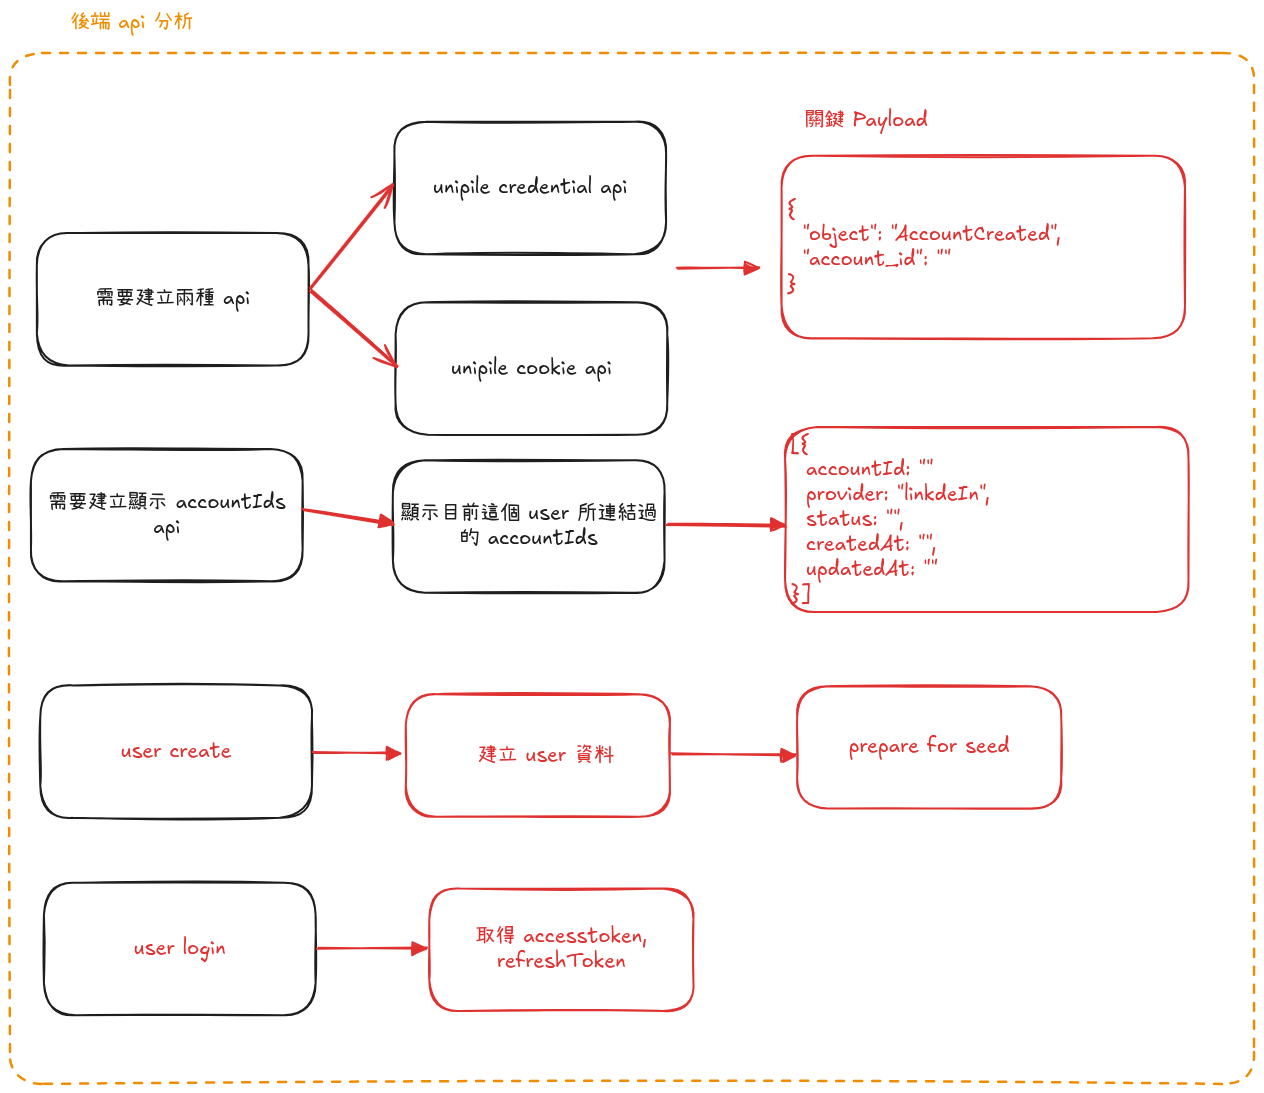 後端 api 分析
關鍵 Payload
需要建立兩種 api
unipile credential api
unipile cookie api
{
"object": "AccountCreated",
"account_id": ""
}
需要建立顯示 accountIds
api
顯示目前這個 user 所連結過
的 accountIds
[{
accountId: ""
provider: "linkdeIn",
status: "",
createdAt: "",
updatedAt: ""
}]
user create
建立 user 資料
prepare for seed
user login
取得 accesstoken,
refreshToken